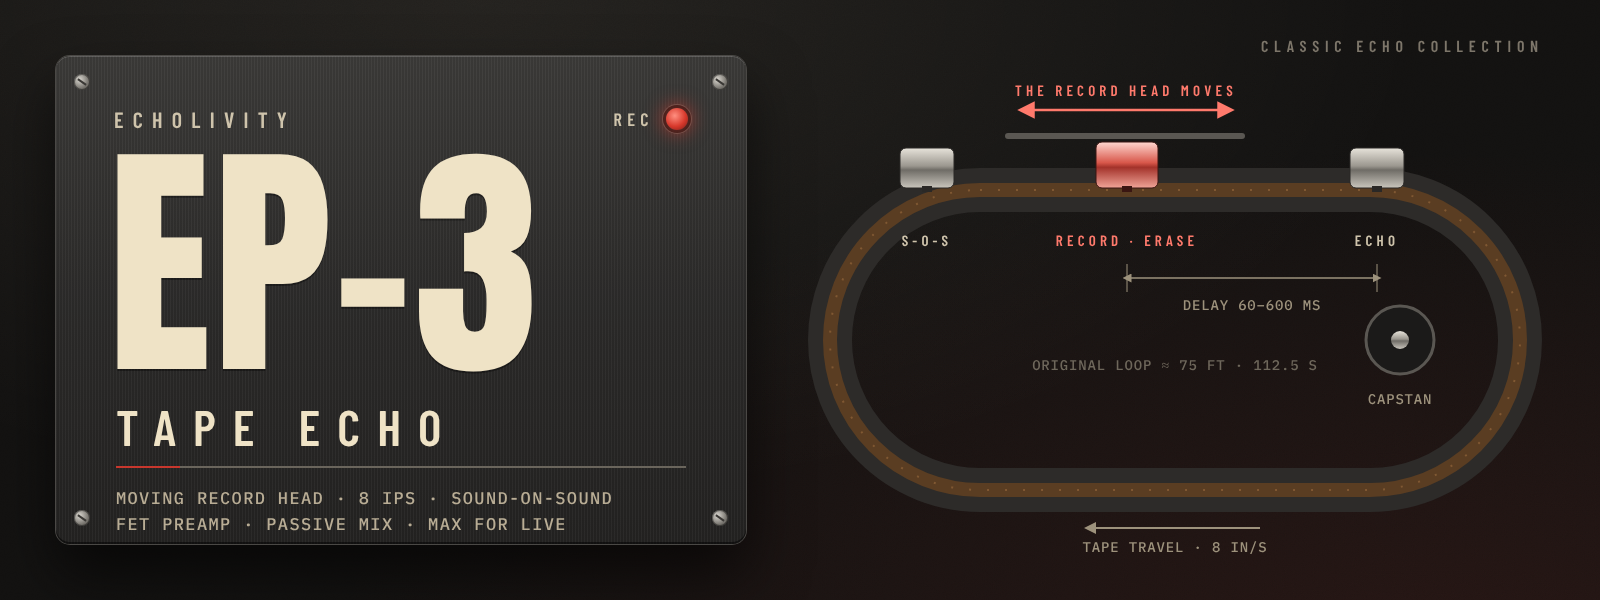 CLASSIC ECHO COLLECTION
ECHOLIVITY
REC
EP-3
TAPE ECHO
MOVING RECORD HEAD · 8 IPS · SOUND-ON-SOUND
FET PREAMP · PASSIVE MIX · MAX FOR LIVE
THE RECORD HEAD MOVES
S-O-S
RECORD · ERASE
ECHO
DELAY 60–600 MS
ORIGINAL LOOP ≈ 75 FT · 112.5 S
CAPSTAN
TAPE TRAVEL · 8 IN/S